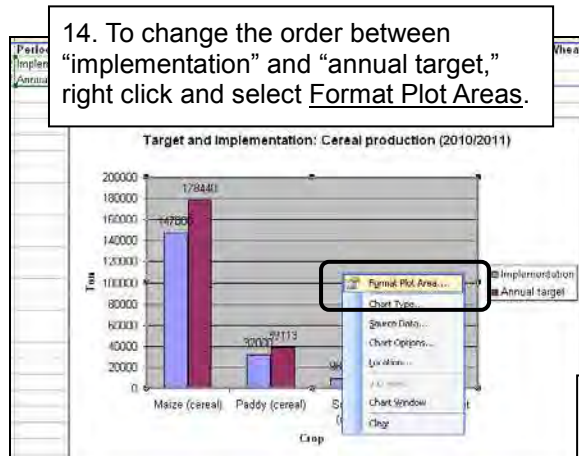 14. To change the order between
“implementation” and “annual target,”
right click and select Format Plot Areas.
Target and Implementation: Cereal production (2010/2011)
200000
178440
180000
160000
140000
120000
100000
80000
60000
40000
20000
0
Ton
32000
39113
Format Plot Area...
Chart Type...
Source Data...
Chart Options...
Location...
Chart Window
Clear
Implementation
Annual target
Maize (cereal)
Paddy (cereal)
Crop